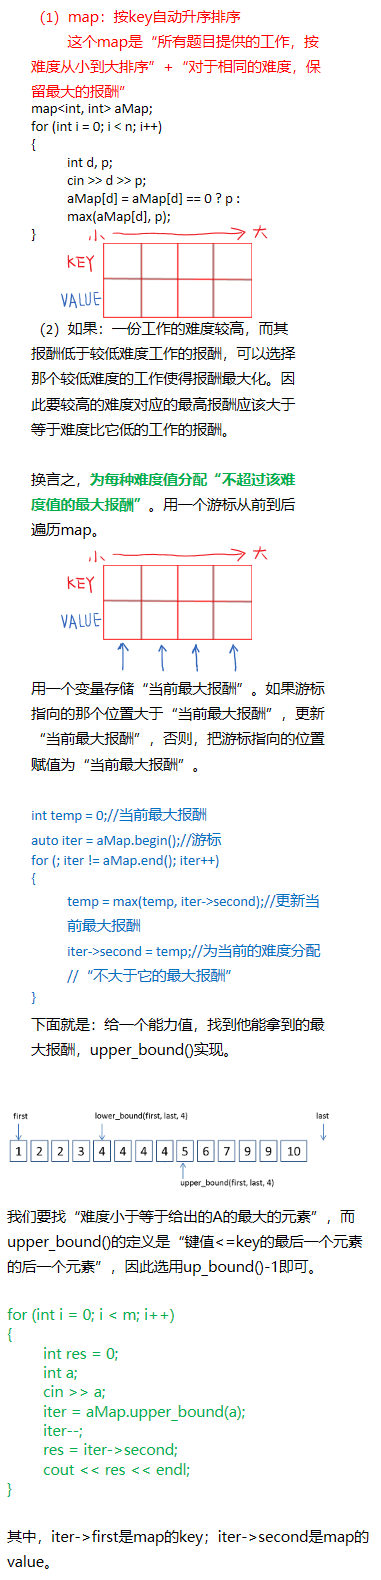 （1）map：按key自动升序排序
这个map是“所有题目提供的工作，按
难度从小到大排序”+“对于相同的难度，保
留最大的报酬”
map<int, int> aMap;
for (int i = 0; i < n; i++)
{
int d, p;
cin >> d >> p;
aMap[d] = aMap[d] == 0 ? p :
max(aMap[d], p);
}
小 大
KEY
VALUE
（2）如果：一份工作的难度较高，而其
报酬低于较低难度工作的报酬，可以选择
那个较低难度的工作使得报酬最大化。因
此要较高的难度对应的最高报酬应该大于
等于难度比它低的工作的报酬。
换言之，为每种难度值分配“不超过该难
度值的最大报酬”。用一个游标从前到后
遍历map。
小 大
KEY
VALUE
用一个变量存储“当前最大报酬”。如果游标
指向的那个位置大于“当前最大报酬”，更新
“当前最大报酬”，否则，把游标指向的位置
赋值为“当前最大报酬”。
int temp = 0;//当前最大报酬
auto iter = aMap.begin();//游标
for (; iter != aMap.end(); iter++)
{
temp = max(temp, iter->second);//更新当
前最大报酬
iter->second = temp;//为当前的难度分配
//“不大于它的最大报酬”
}
下面就是：给一个能力值，找到他能拿到的最
大报酬，upper_bound()实现。
first lower_bound(first, last, 4) last
1 2 2 3 4 4 4 4 5 6 7 9 9 10
upper_bound(first, last, 4)
我们要找“难度小于等于给出的A的最大的元素”，而
upper_bound()的定义是“键值<=key的最后一个元素
的后一个元素”，因此选用up_bound()-1即可。
for (int i = 0; i < m; i++)
{
int res = 0;
int a;
cin >> a;
iter = aMap.upper_bound(a);
iter--;
res = iter->second;
cout << res << endl;
}
其中，iter->first是map的key；iter->second是map的
value。